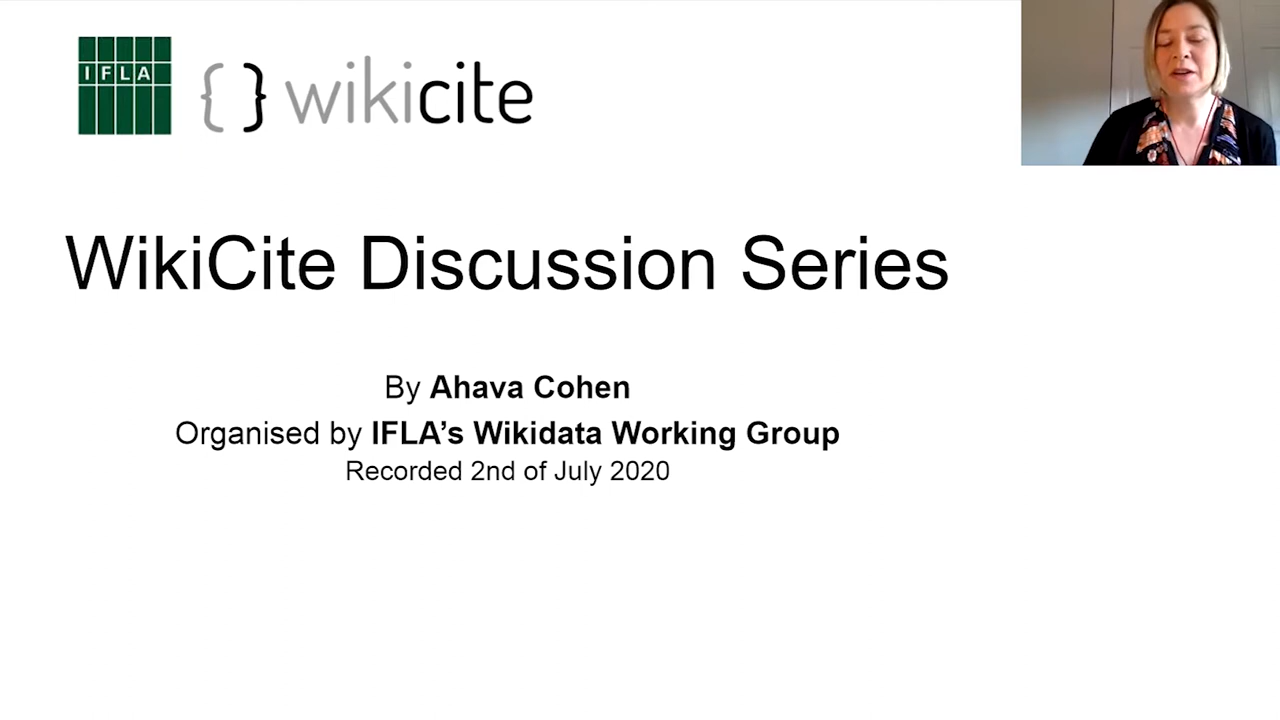 IFLA
{ } wikicite
WikiCite Discussion Series
By Ahava Cohen
Organised by IFLA's Wikidata Working Group
Recorded 2nd of July 2020